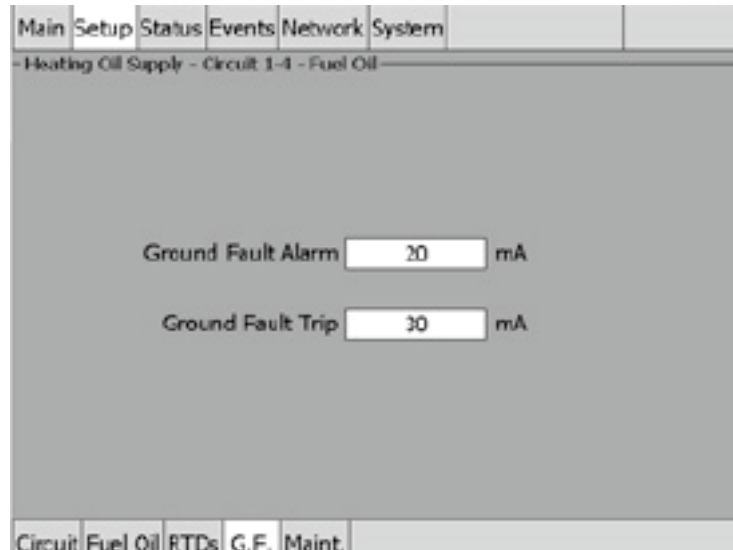 Main Setup Status Events Network System
Heating Oil Supply - Circuit 1-4 - Fuel Oil
Ground Fault Alarm 20 mA
Ground Fault Trip 30 mA
Circuit Fuel Oil RTDs G.F. Maint.